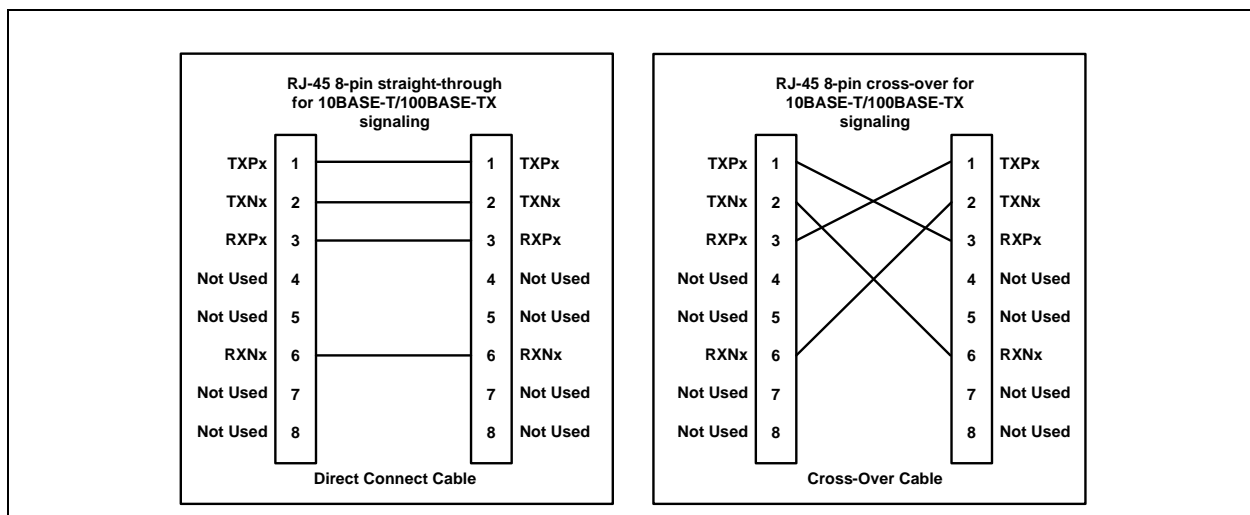 RJ-45 8-pin straight-through
for 10BASE-T/100BASE-TX
signaling
TXPx 1 1 TXPx
TXNx 2 2 TXNx
RXPx 3 3 RXPx
Not Used 4 4 Not Used
Not Used 5 5 Not Used
RXNx 6 6 RXNx
Not Used 7 7 Not Used
Not Used 8 8 Not Used
Direct Connect Cable
RJ-45 8-pin cross-over for
10BASE-T/100BASE-TX
signaling
TXPx 1 1 TXPx
TXNx 2 2 TXNx
RXPx 3 3 RXPx
Not Used 4 4 Not Used
Not Used 5 5 Not Used
RXNx 6 6 RXNx
Not Used 7 7 Not Used
Not Used 8 8 Not Used
Cross-Over Cable